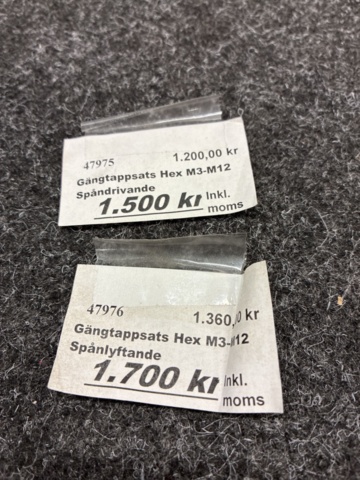 47975 1.200,00 kr
Gängtappsats Hex M3-M12
Spåndrivande
1.500 kr Inkl.
moms
47976 1.360,00 kr
Gängtappsats Hex M3-M12
Spånlyftande
1.700 kr Inkl.
moms